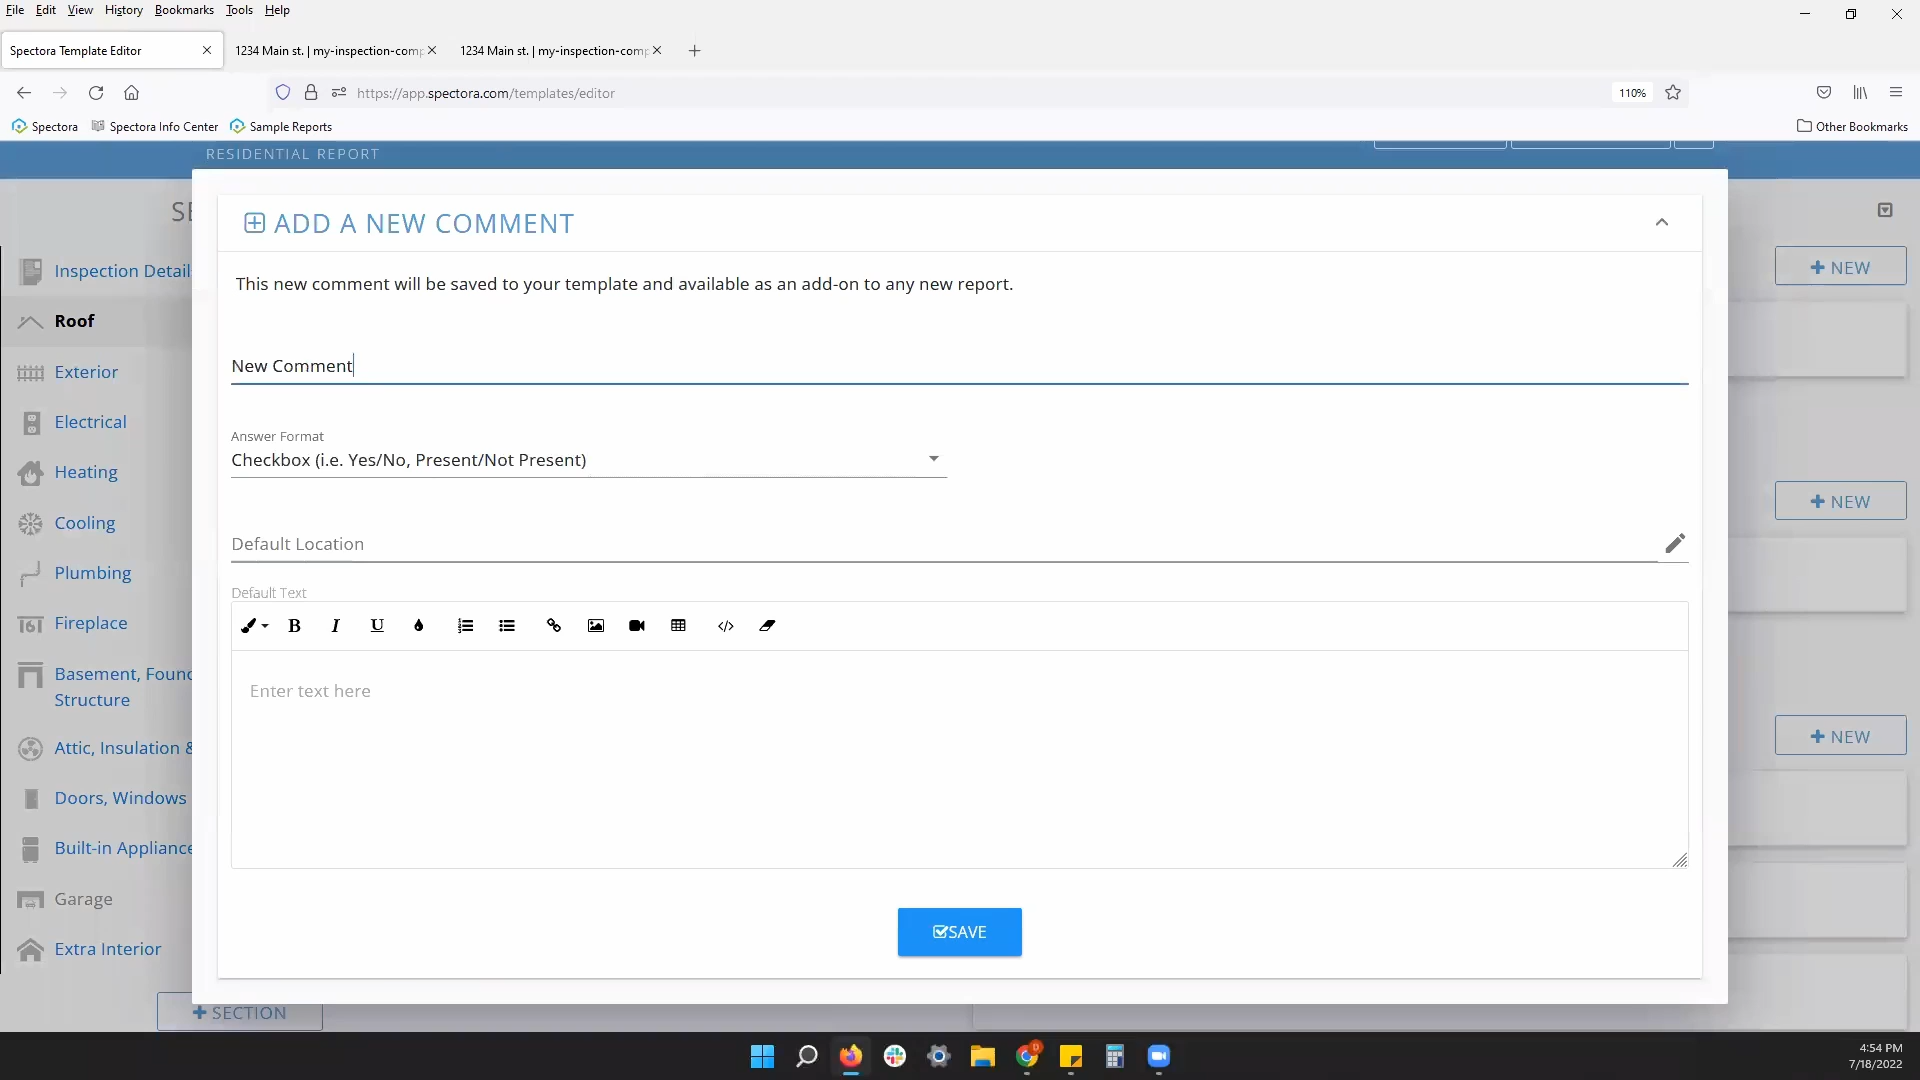 File Edit View History Bookmarks Tools Help
Spectora Template Editor
1234 Main st. | my-inspection-comp
1234 Main st. | my-inspection-comp
https://app.spectora.com/templates/editor
110%
Spectora
Spectora Info Center
Sample Reports
Other Bookmarks
RESIDENTIAL REPORT
SE
ADD A NEW COMMENT
This new comment will be saved to your template and available as an add-on to any new report.
New Comment
Answer Format
Checkbox (i.e. Yes/No, Present/Not Present)
Default Location
Default Text
B I U
Enter text here
SAVE
Inspection Detail
Roof
Exterior
Electrical
Heating
Cooling
Plumbing
Fireplace
Basement, Foun
Structure
Attic, Insulation &
Doors, Windows
Built-in Appliance
Garage
Extra Interior
+ SECTION
+ NEW
+ NEW
+ NEW
4:54 PM
7/18/2022